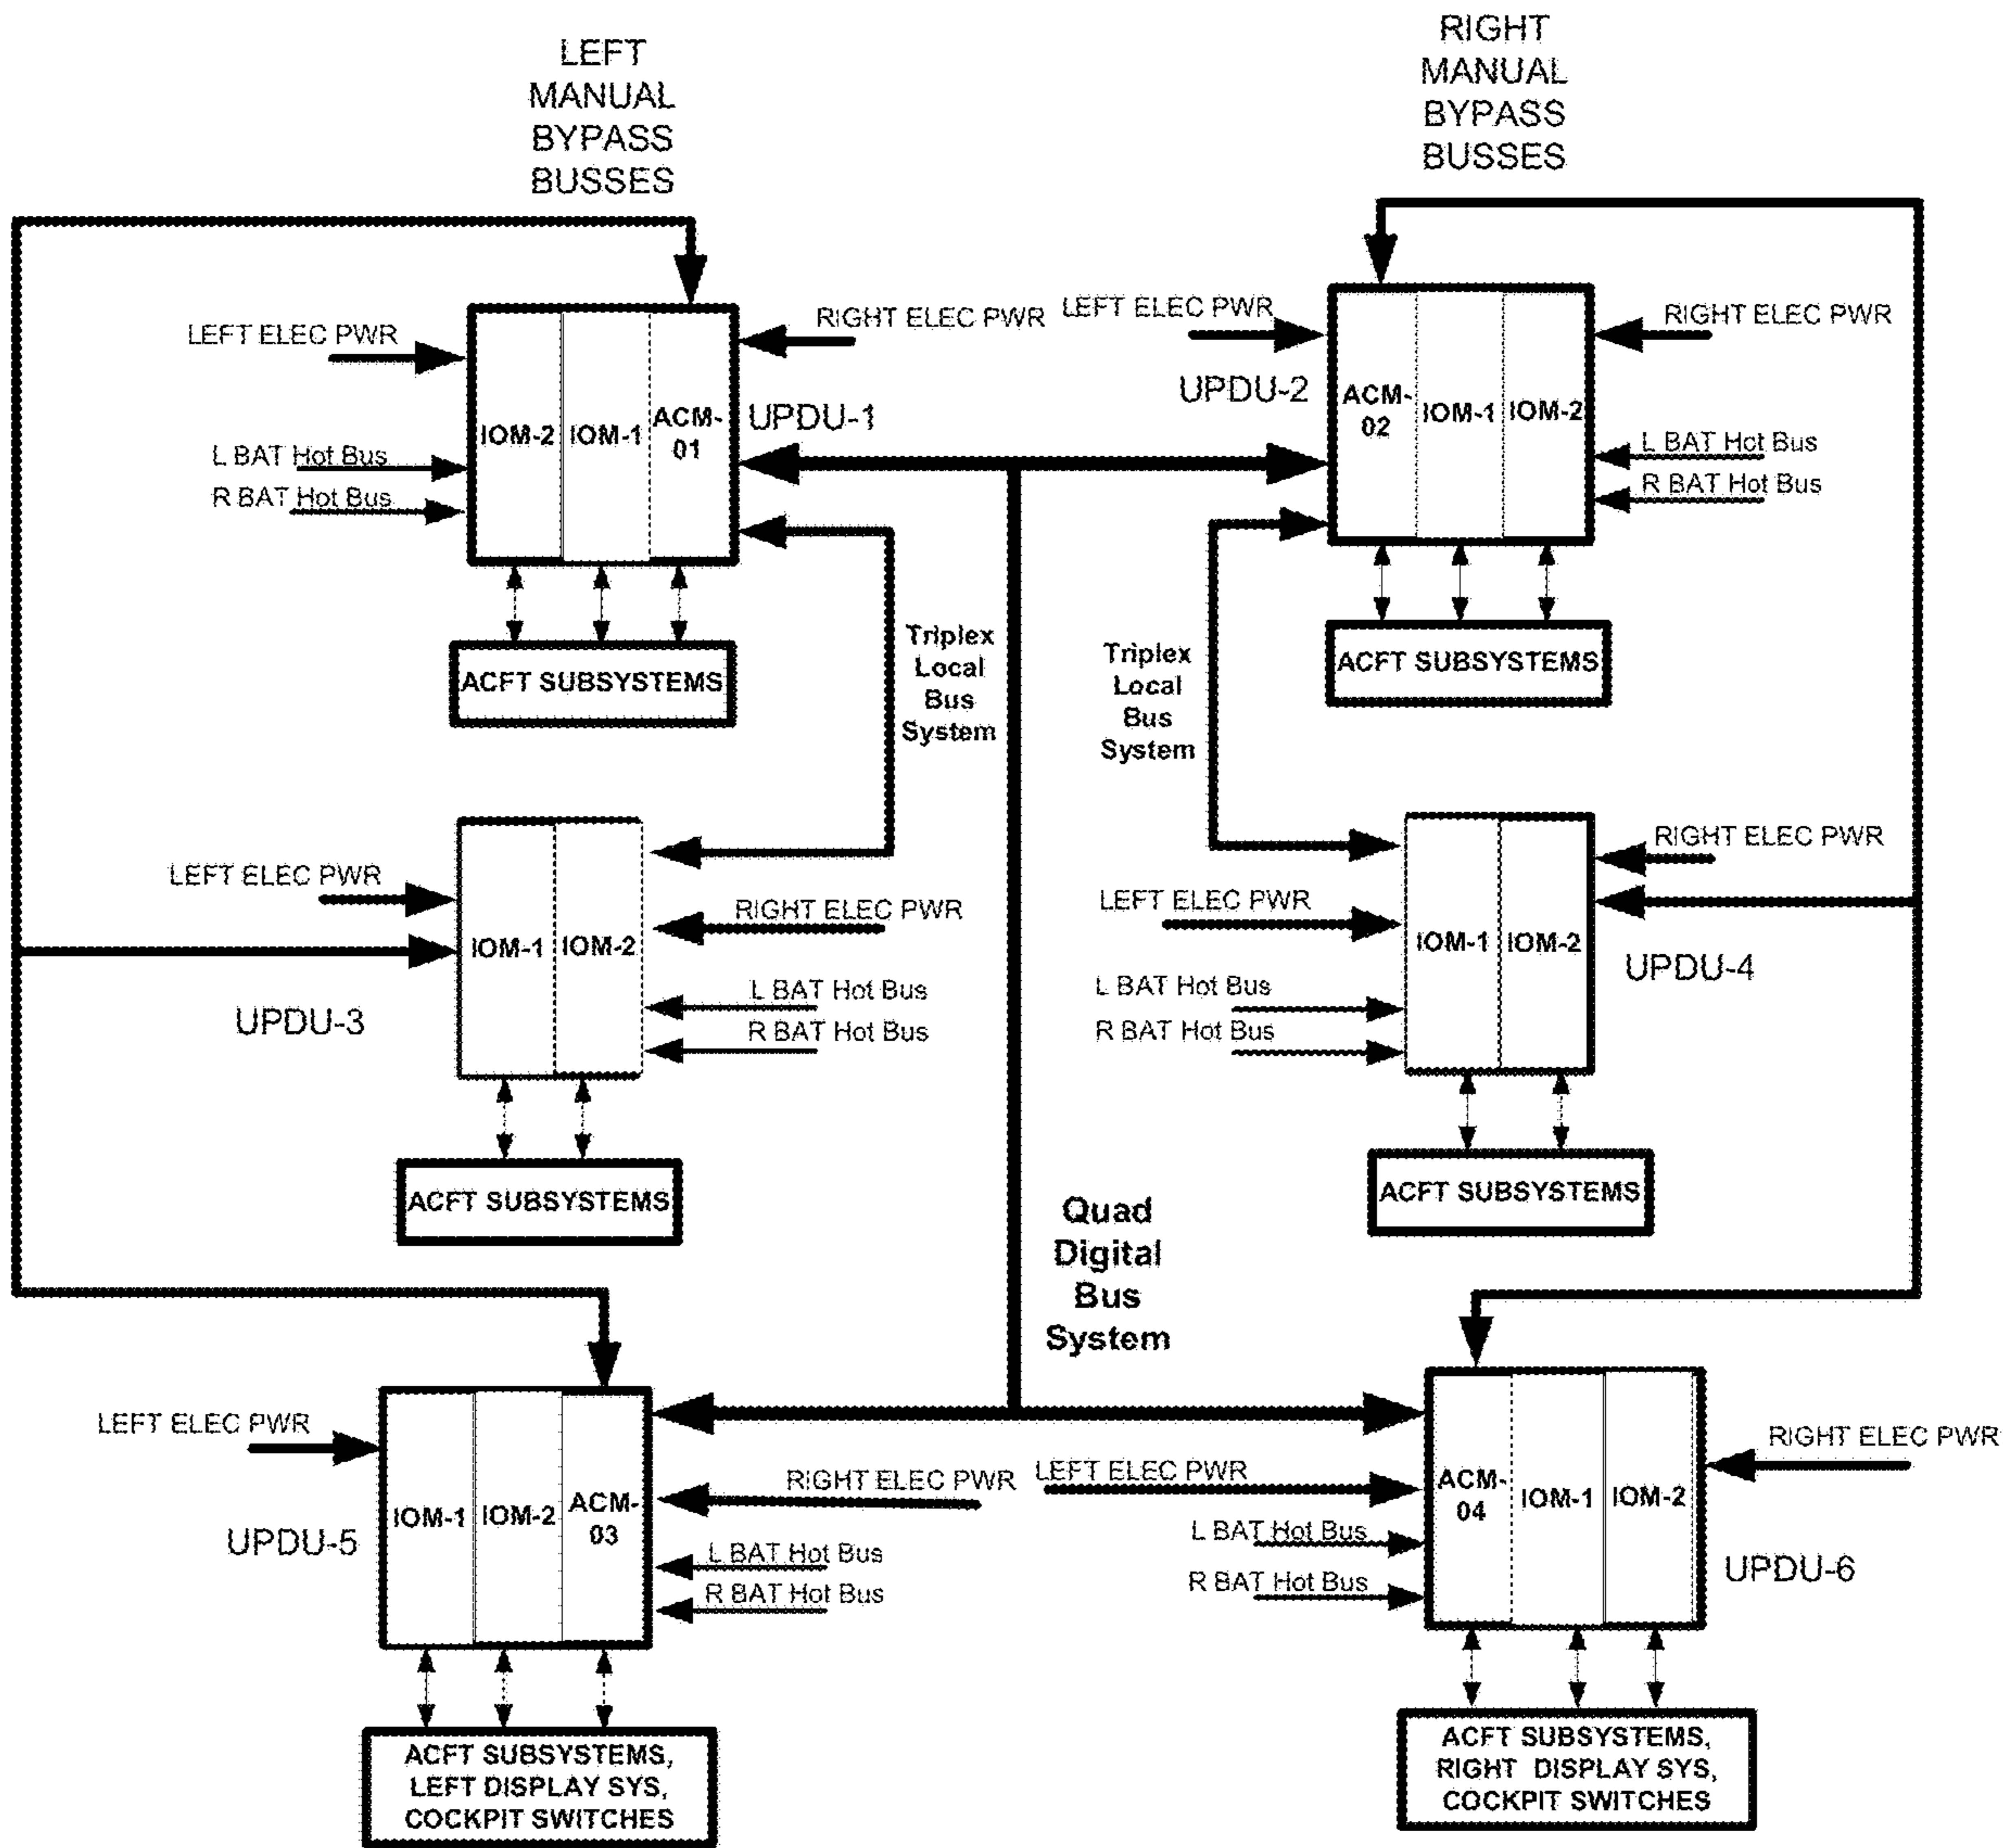 LEFT
MANUAL
BYPASS
BUSSES
RIGHT
MANUAL
BYPASS
BUSSES
LEFT ELEC PWR
RIGHT ELEC PWR
L BAT Hot Bus
R BAT Hot Bus
IOM-2
IOM-1
ACM-
01
UPDU-1
ACFT SUBSYSTEMS
LEFT ELEC PWR
RIGHT ELEC PWR
UPDU-2
ACM-
02
IOM-1
IOM-2
L BAT Hot Bus
R BAT Hot Bus
ACFT SUBSYSTEMS
Triplex
Local
Bus
System
Triplex
Local
Bus
System
LEFT ELEC PWR
RIGHT ELEC PWR
IOM-1
IOM-2
L BAT Hot Bus
R BAT Hot Bus
UPDU-3
ACFT SUBSYSTEMS
RIGHT ELEC PWR
LEFT ELEC PWR
IOM-1
IOM-2
UPDU-4
L BAT Hot Bus
R BAT Hot Bus
ACFT SUBSYSTEMS
Quad
Digital
Bus
System
LEFT ELEC PWR
RIGHT ELEC PWR
UPDU-5
IOM-1
IOM-2
ACM-
03
L BAT Hot Bus
R BAT Hot Bus
ACFT SUBSYSTEMS,
LEFT DISPLAY SYS,
COCKPIT SWITCHES
RIGHT ELEC PWR
LEFT ELEC PWR
ACM-
04
IOM-1
IOM-2
L BAT Hot Bus
R BAT Hot Bus
UPDU-6
ACFT SUBSYSTEMS,
RIGHT DISPLAY SYS,
COCKPIT SWITCHES